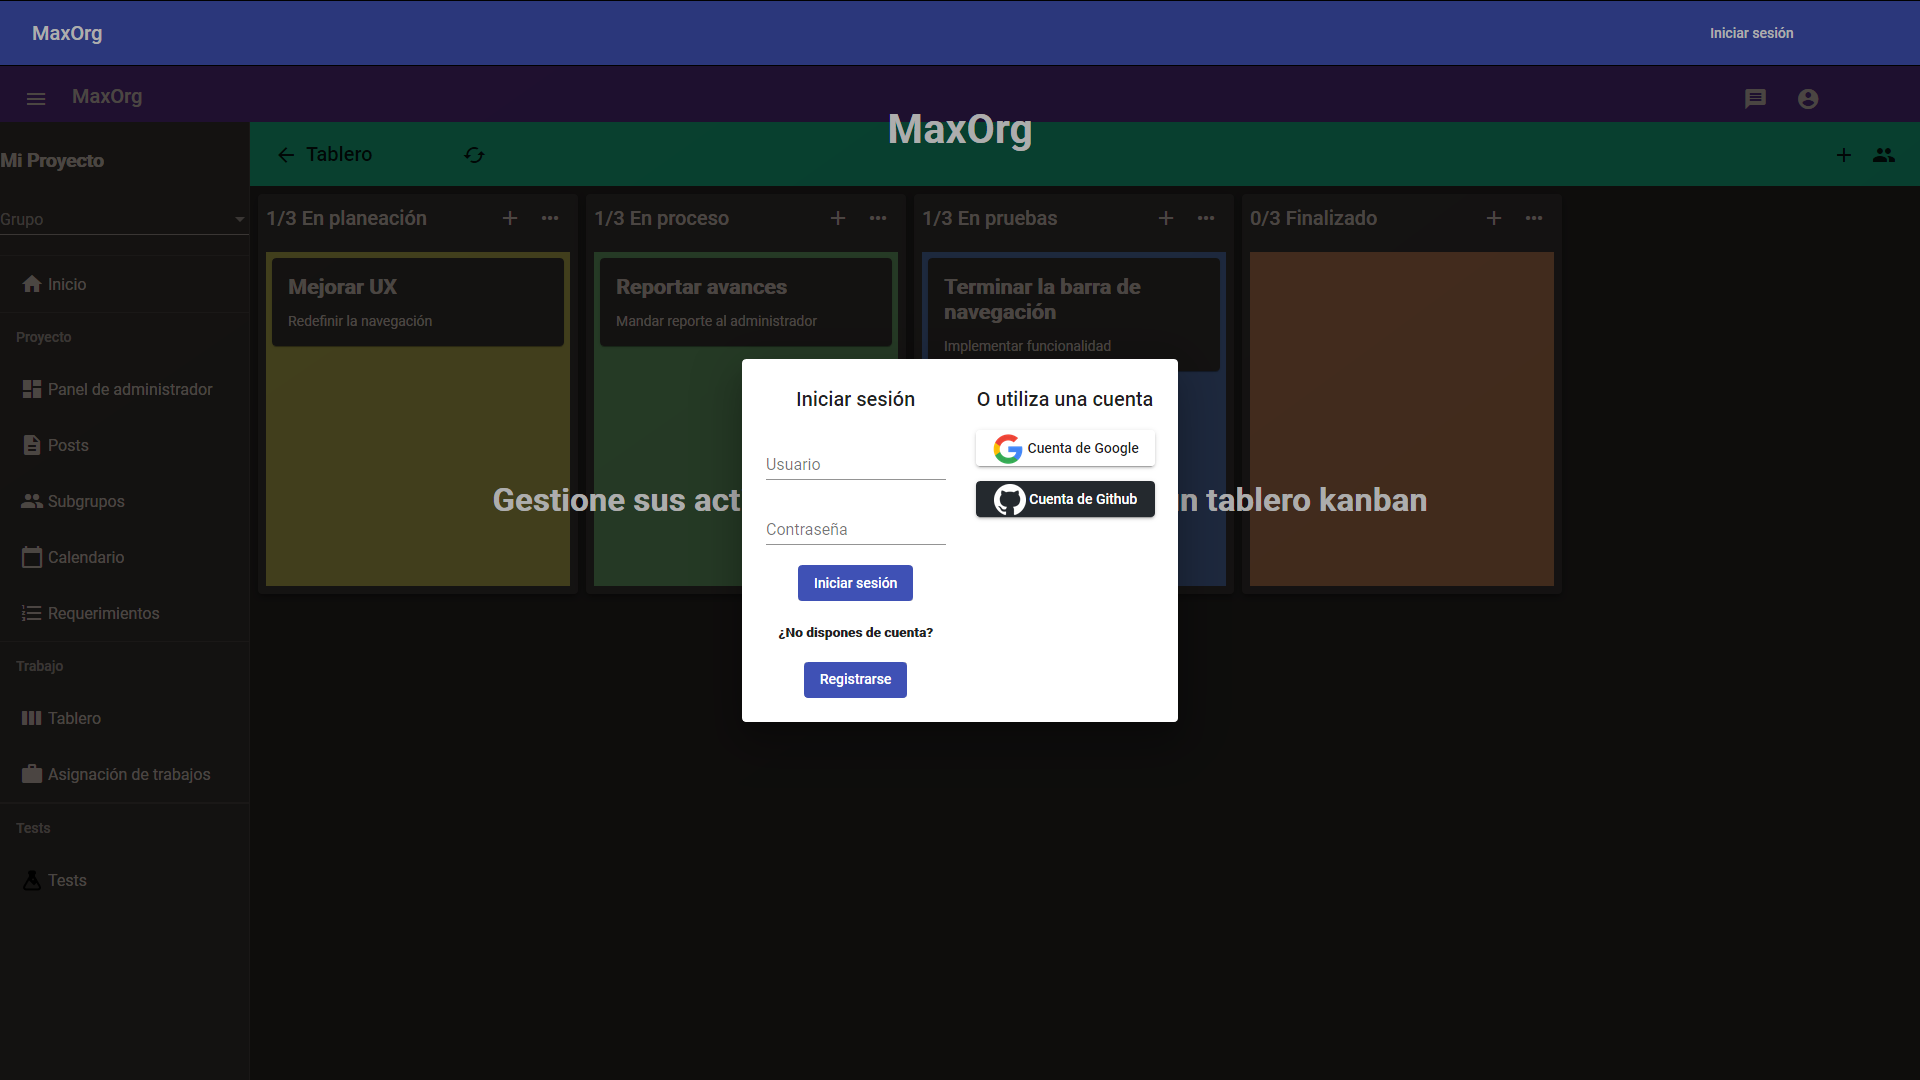 MaxOrg
Iniciar sesión
MaxOrg
MaxOrg
Mi Proyecto
Grupo
Inicio
Proyecto
Panel de administrador
Posts
Subgrupos
Calendario
Requerimientos
Trabajo
Tablero
Asignación de trabajos
Tests
Tests
Tablero
1/3 En planeación
Mejorar UX
Redefinir la navegación
1/3 En proceso
Reportar avances
Mandar reporte al administrador
1/3 En pruebas
Terminar la barra de
navegación
Implementar funcionalidad
0/3 Finalizado
Gestione sus act
n tablero kanban
Iniciar sesión
Usuario
Contraseña
Iniciar sesión
¿No dispones de cuenta?
Registrarse
O utiliza una cuenta
Cuenta de Google
Cuenta de Github